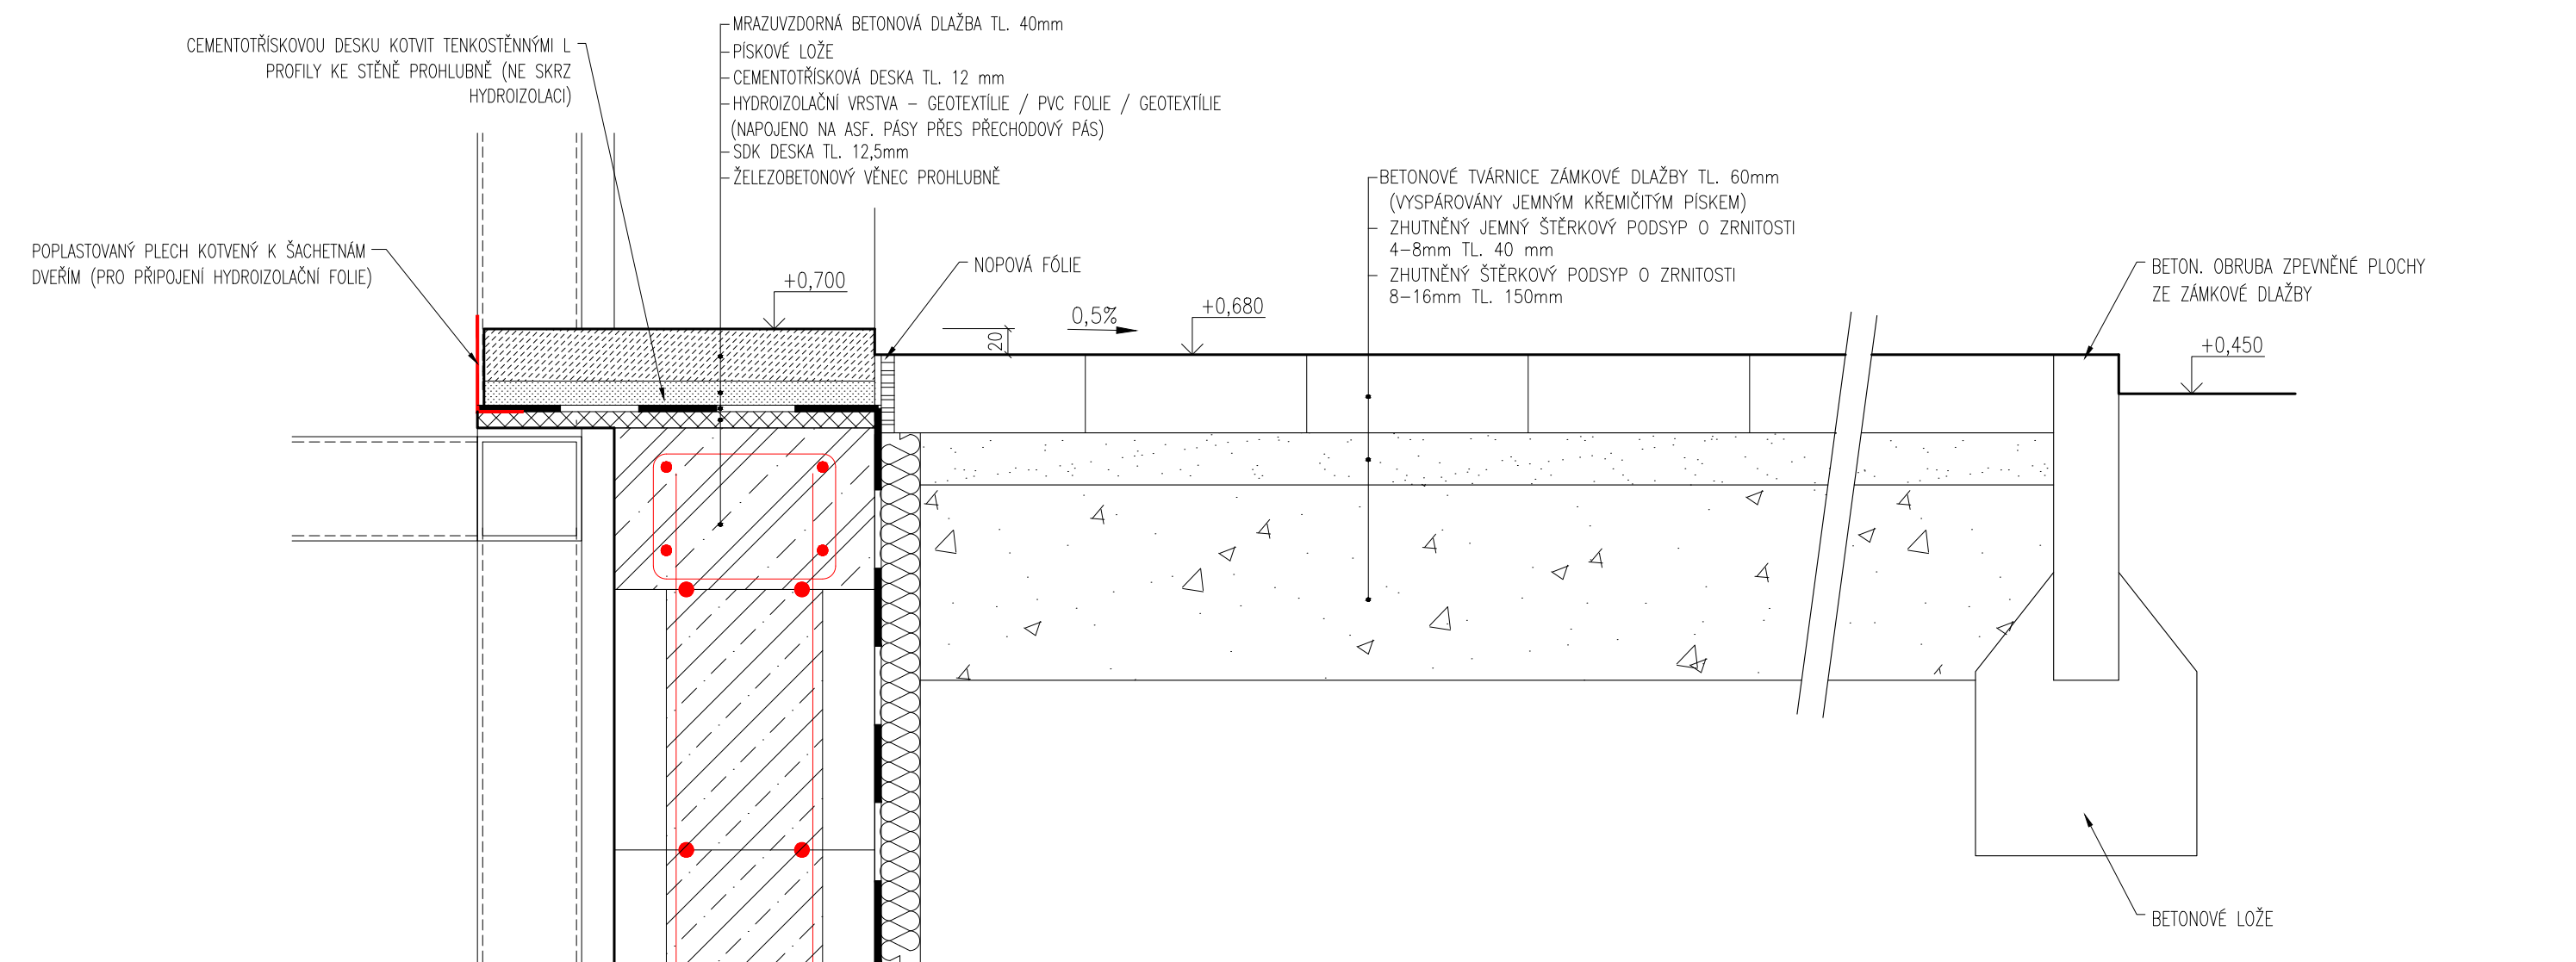 MRAZUVZDORNÁ BETONOVÁ DLAŽBA TL. 40mm
PÍSKOVÉ LOŽE
CEMENTOTŘÍSKOVÁ DESKA TL. 12 mm
HYDROIZOLAČNÍ VRSTVA – GEOTEXTÍLIE / PVC FOLIE / GEOTEXTÍLIE
(NAPOJENO NA ASF. PÁSY PŘES PŘECHODOVÝ PÁS)
SDK DESKA TL. 12,5mm
ŽELEZOBETONOVÝ VĚNEC PROHLUBNĚ
CEMENTOTŘÍSKOVOU DESKU KOTVIT TENKOSTĚNNÝMI L
PROFILY KE STĚNĚ PROHLUBNĚ (NE SKRZ
HYDROIZOLACI)
POPLASTOVANÝ PLECH KOTVENÝ K ŠACHETNÁM
DVEŘÍM (PRO PŘIPOJENÍ HYDROIZOLAČNÍ FOLIE)
+0,700
NOPOVÁ FÓLIE
20
0,5%
+0,680
BETONOVÉ TVÁRNICE ZÁMKOVÉ DLAŽBY TL. 60mm
(VYSPÁROVÁNY JEMNÝM KŘEMIČITÝM PÍSKEM)
ZHUTNĚNÝ JEMNÝ ŠTĚRKOVÝ PODSYP O ZRNITOSTI
4–8mm TL. 40 mm
ZHUTNĚNÝ ŠTĚRKOVÝ PODSYP O ZRNITOSTI
8–16mm TL. 150mm
BETON. OBRUBA ZPEVNĚNÉ PLOCHY
ZE ZÁMKOVÉ DLAŽBY
+0,450
BETONOVÉ LOŽE